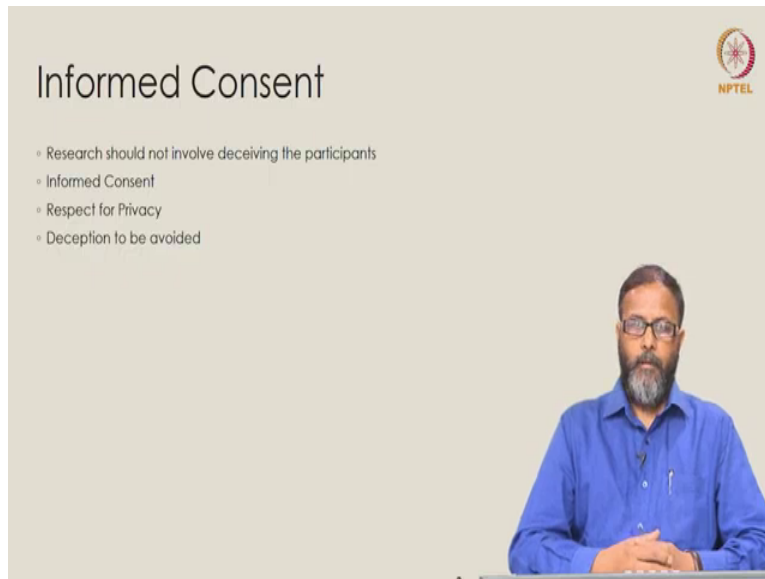 Informed Consent
NPTEL
Research should not involve deceiving the participants
Informed Consent
Respect for Privacy
Deception to be avoided